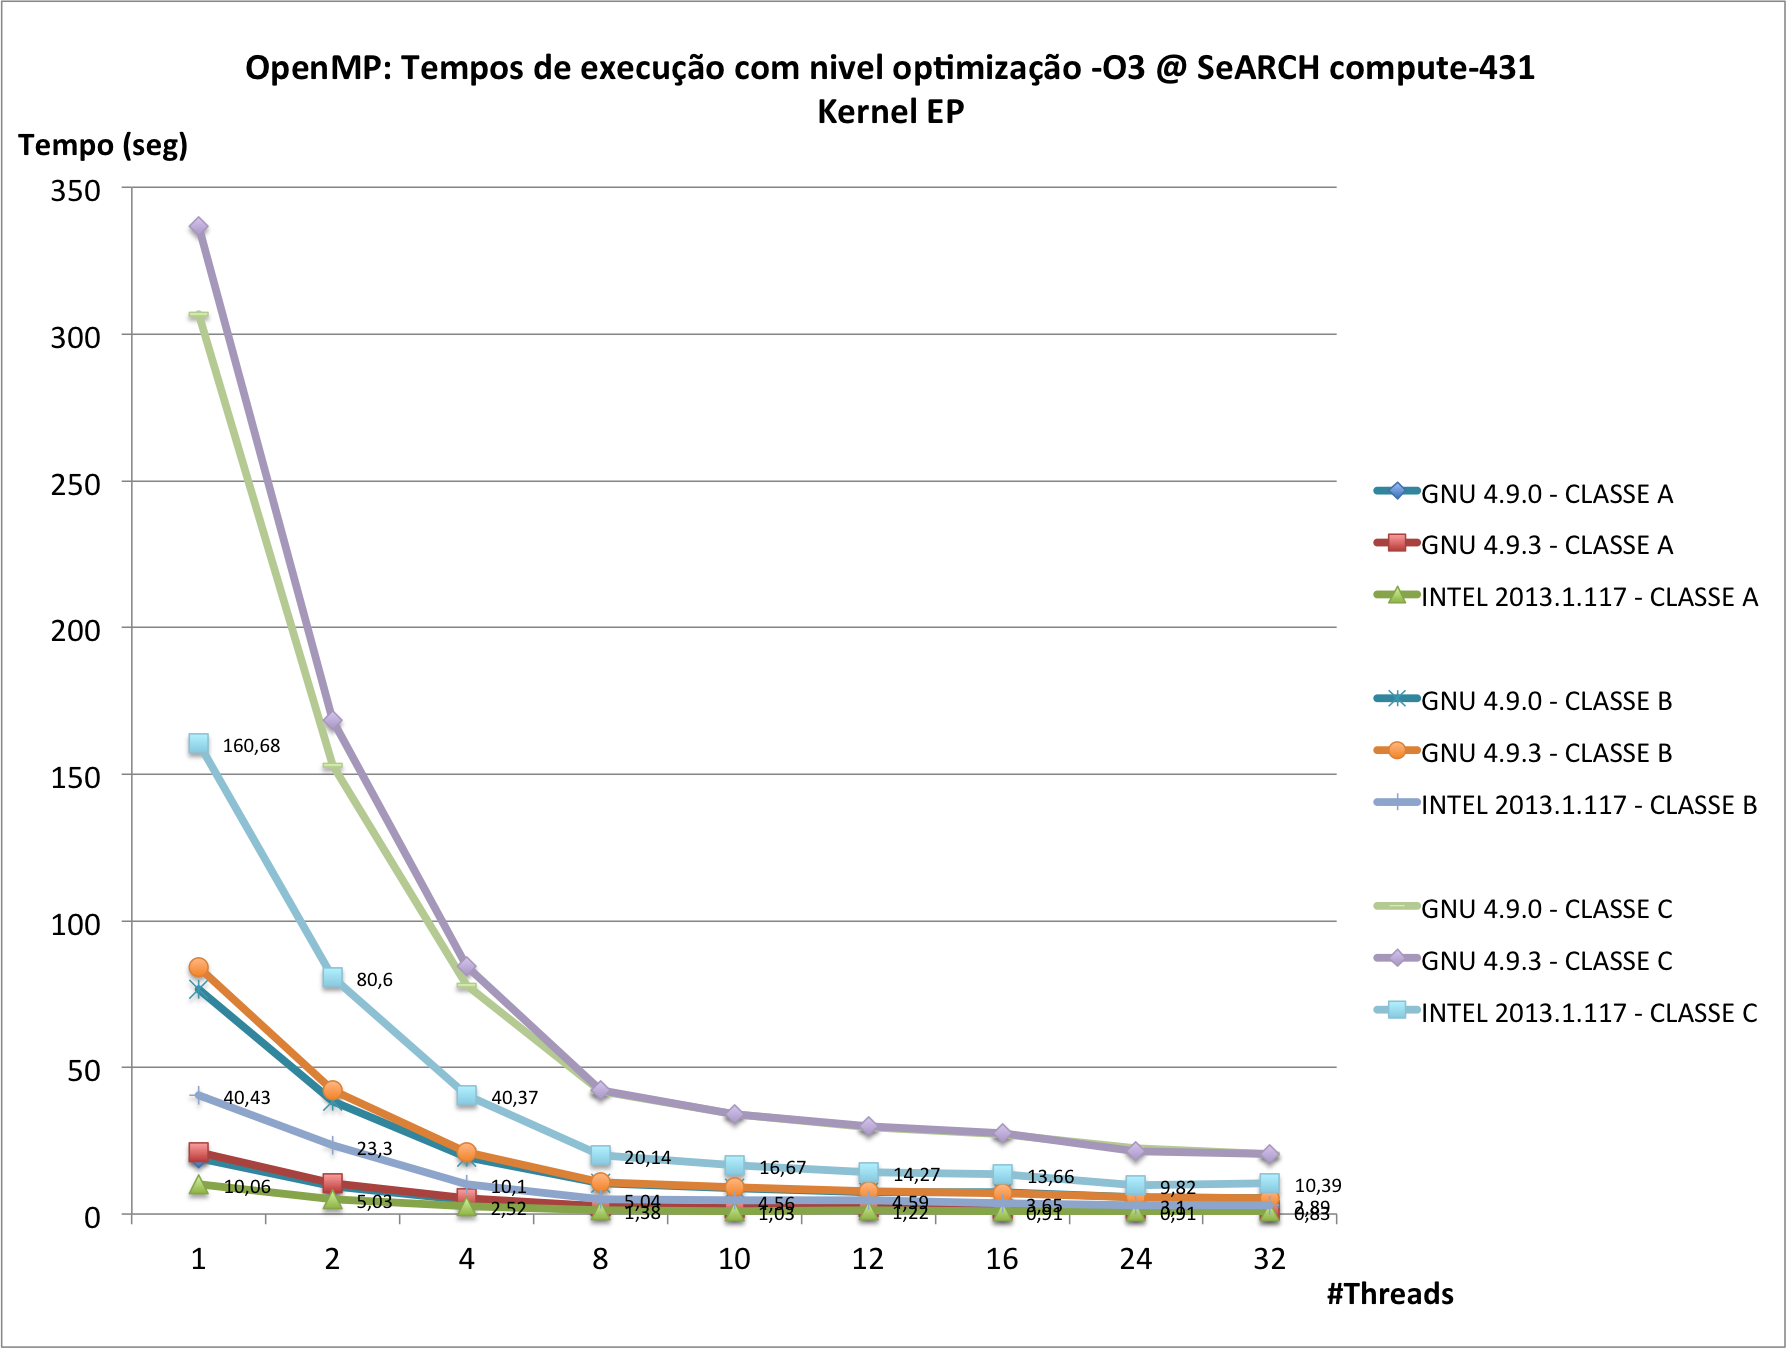 OpenMP: Tempos de execução com nivel optimização -O3 @ SeARCH compute-431
Kernel EP
Tempo (seg)
350
300
250
200
150
100
50
0
160,68
80,6
40,37
20,14
16,67
14,27
13,66
9,82
10,39
40,43
23,3
10,1
5,04
4,56
4,59
3,65
3,1
2,89
10,06
5,03
2,52
1,38
1,03
1,22
0,91
0,91
0,83
1 2 4 8 10 12 16 24 32
#Threads
GNU 4.9.0 - CLASSE A
GNU 4.9.3 - CLASSE A
INTEL 2013.1.117 - CLASSE A
GNU 4.9.0 - CLASSE B
GNU 4.9.3 - CLASSE B
INTEL 2013.1.117 - CLASSE B
GNU 4.9.0 - CLASSE C
GNU 4.9.3 - CLASSE C
INTEL 2013.1.117 - CLASSE C